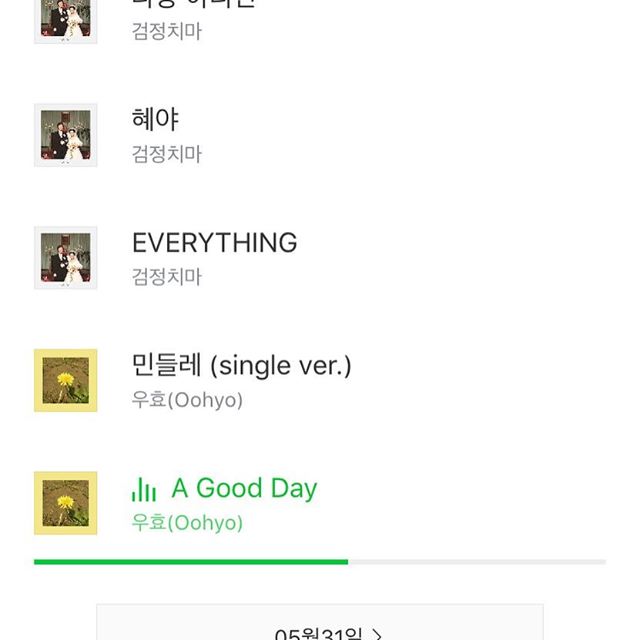 검정치마
혜야
검정치마
EVERYTHING
검정치마
민들레 (single ver.)
우효(Oohyo)
A Good Day
우효(Oohyo)
05월31일 >